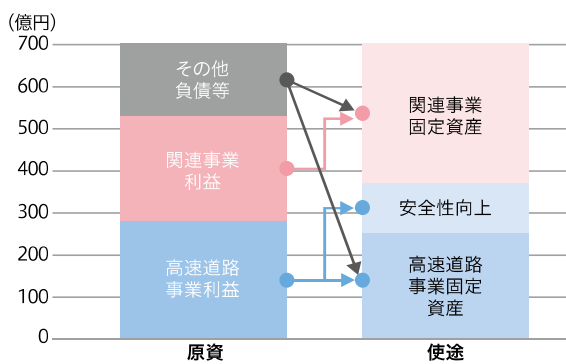 （億円）
700
600
500
400
300
200
100
0
その他
負債等
関連事業
利益
高速道路
事業利益
関連事業
固定資産
安全性向上
高速道路
事業固定
資産
原資
使途